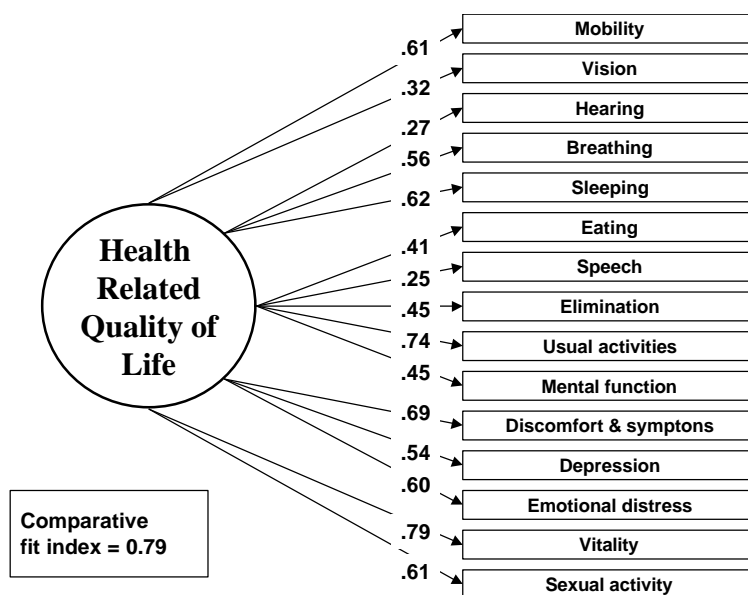 .61
Mobility
.32
Vision
.27
Hearing
.56
Breathing
.62
Sleeping
.41
Eating
.25
Speech
.45
Elimination
.74
Usual activities
.45
Mental function
.69
Discomfort & symptons
.54
Depression
.60
Emotional distress
.79
Vitality
.61
Sexual activity
Health
Related
Quality of
Life
Comparative
fit index = 0.79